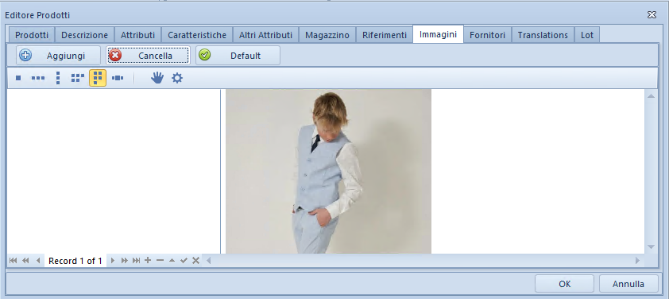 Editore Prodotti
Prodotti Descrizione Attributi Caratteristiche Altri Attributi Magazzino Riferimenti Immagini Fornitori Translations Lot
Aggiungi Cancella Default
Record 1 of 1
OK Annulla